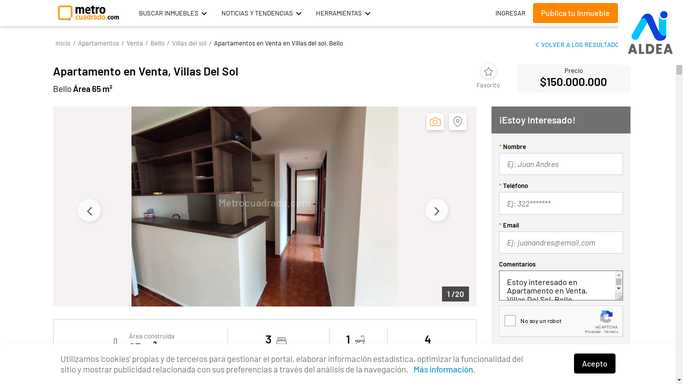 metro
cuadrado.com
BUSCAR INMUEBLES
NOTICIAS Y TENDENCIAS
HERRAMIENTAS
INGRESAR
Publica tu Inmueble
ALDEA
Inicio / Apartamentos / Venta / Bello / Villas del sol / Apartamentos en Venta en Villas del sol, Bello
VOLVER A LOS RESULTADO
Apartamento en Venta, Villas Del Sol
Bello Área 65 m²
Favorito
Precio
$150.000.000
Metrocuadrado.com
1 / 20
¡Estoy Interesado!
* Nombre
Ej: Juan Andres
* Teléfono
Ej: 322*******
* Email
Ej: juanandres@email.com
Comentarios
Estoy interesado en
Apartamento en Venta,
Villas Del Sol, Bello
No soy un robot
reCAPTCHA
Privacidad - Términos
Área construida
3
1
4
Utilizamos 'cookies' propias y de terceros para gestionar el portal, elaborar información estadística, optimizar la funcionalidad del
sitio y mostrar publicidad relacionada con sus preferencias a través del análisis de la navegación. Más información.
Acepto